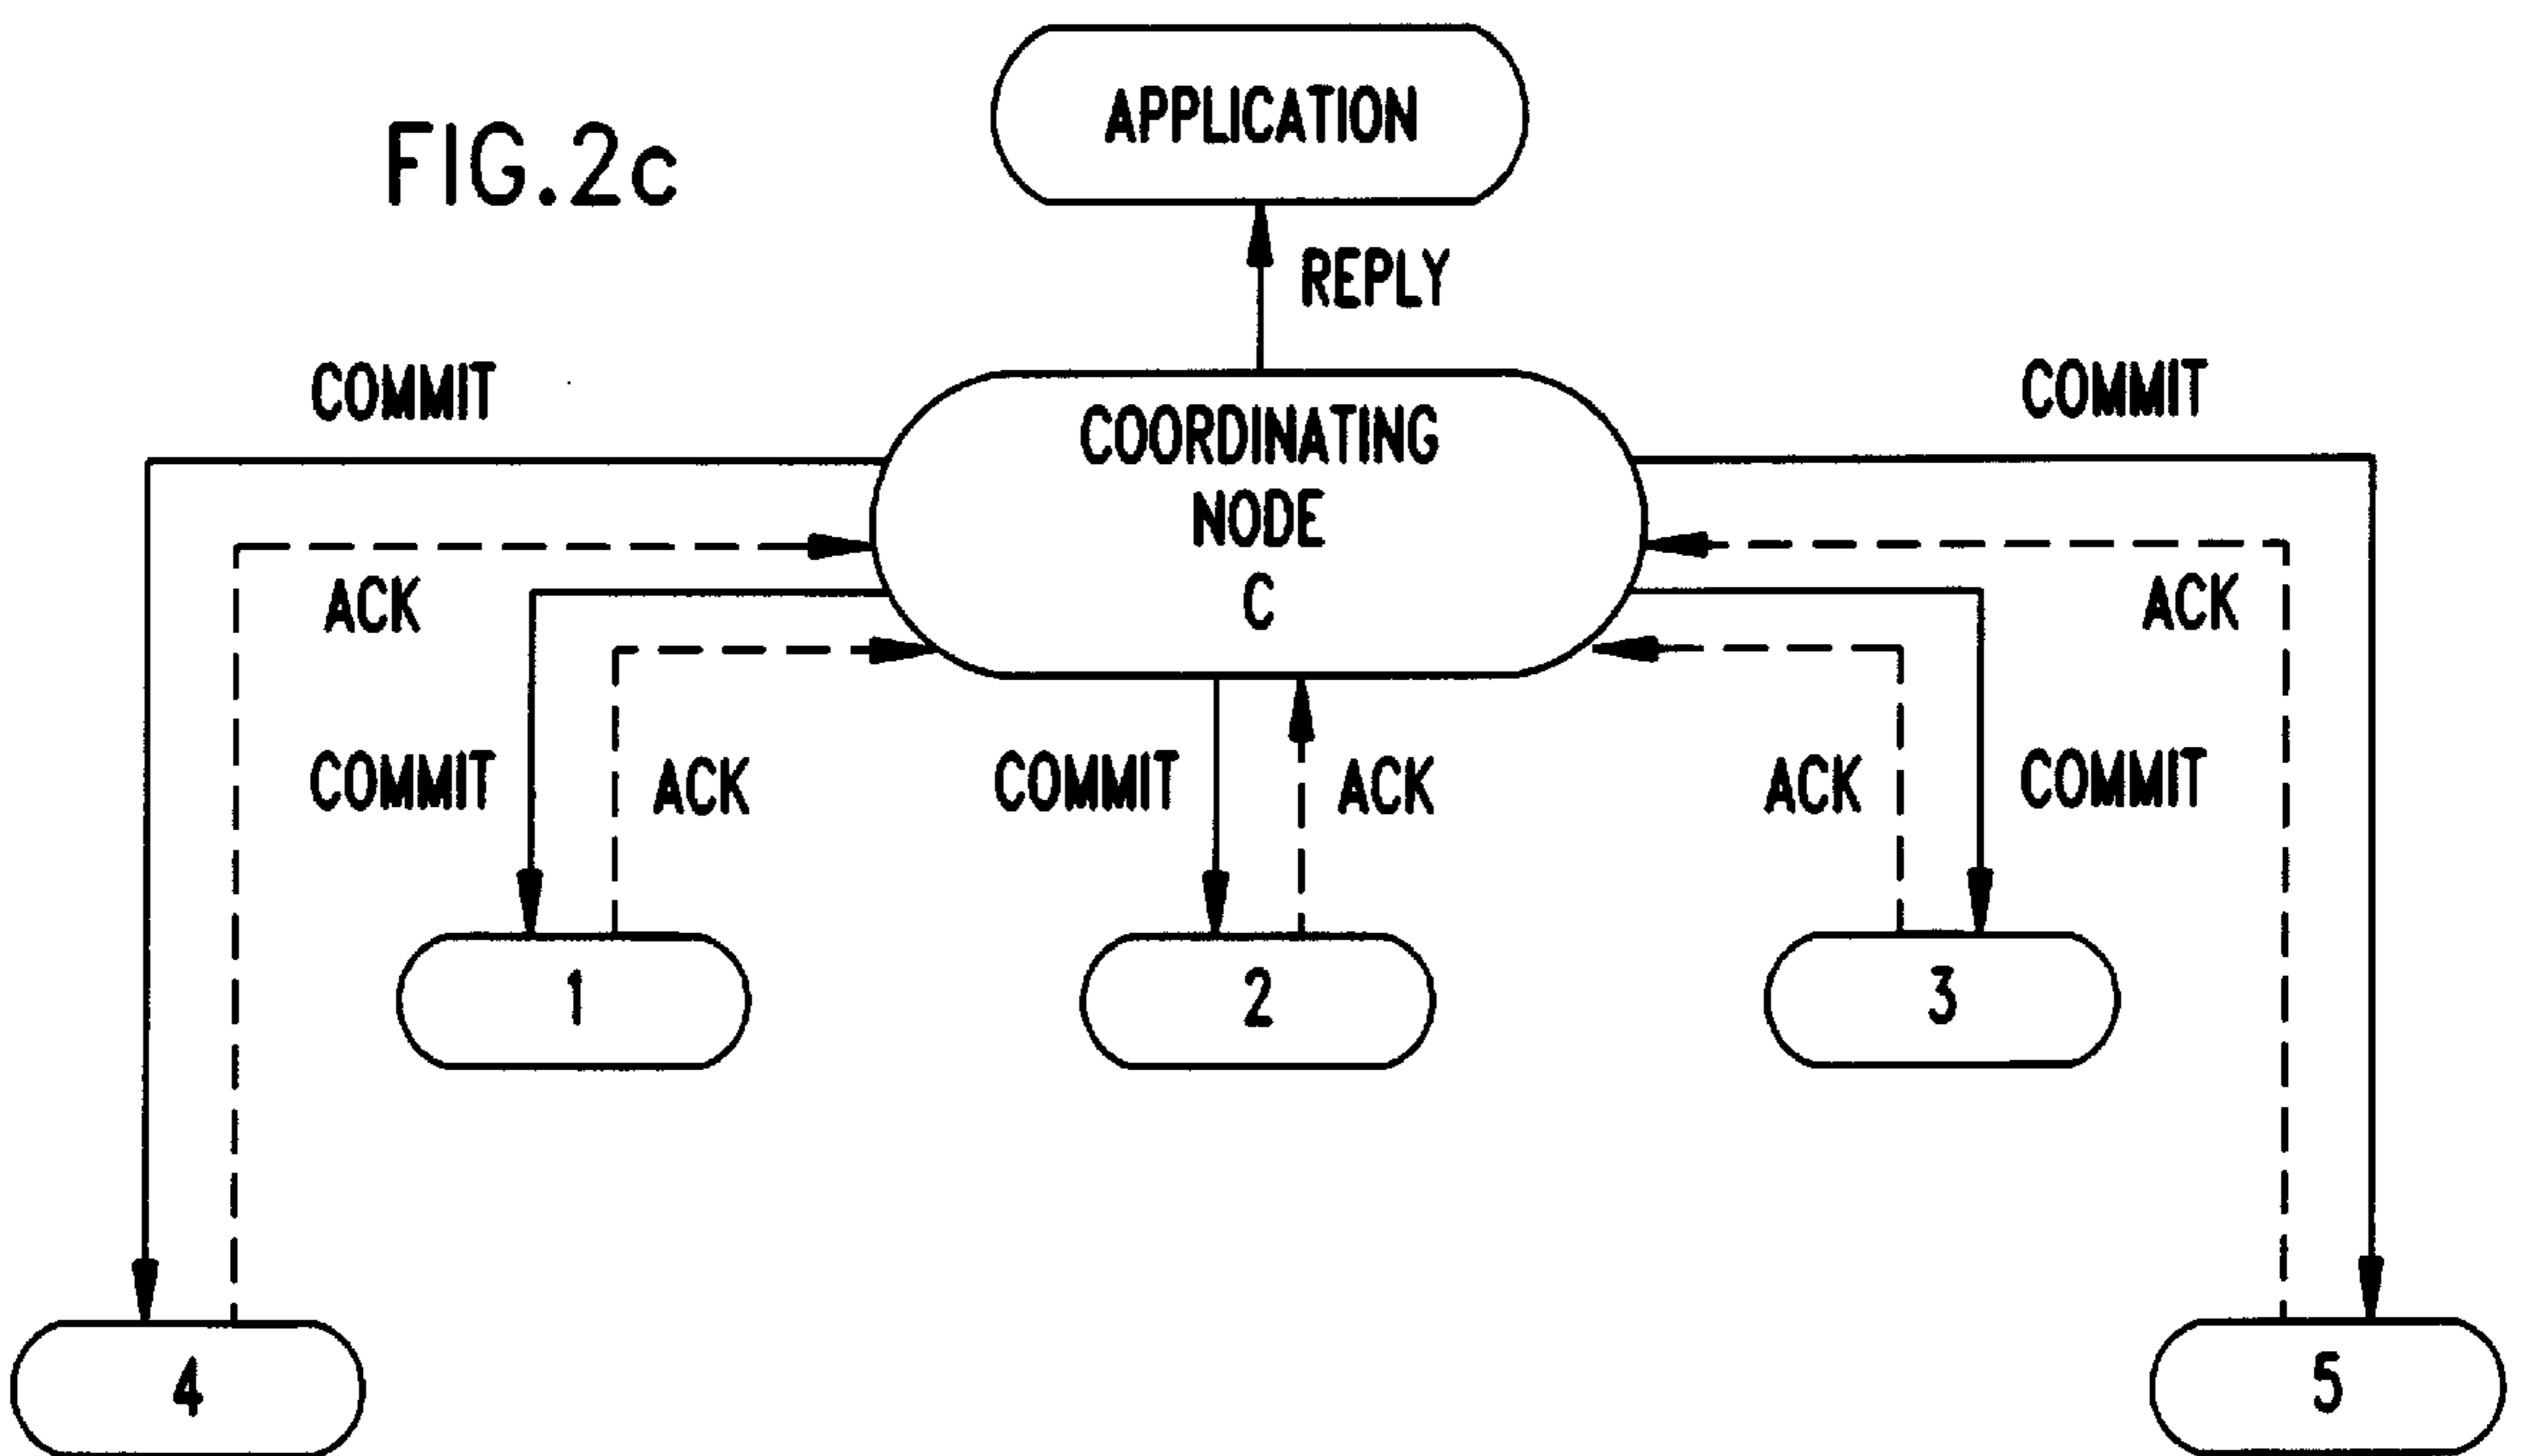 FIG.2c
APPLICATION
REPLY
COMMIT
COMMIT
COORDINATING
NODE
C
ACK
ACK
COMMIT
ACK
COMMIT
ACK
ACK
COMMIT
1
2
3
4
5